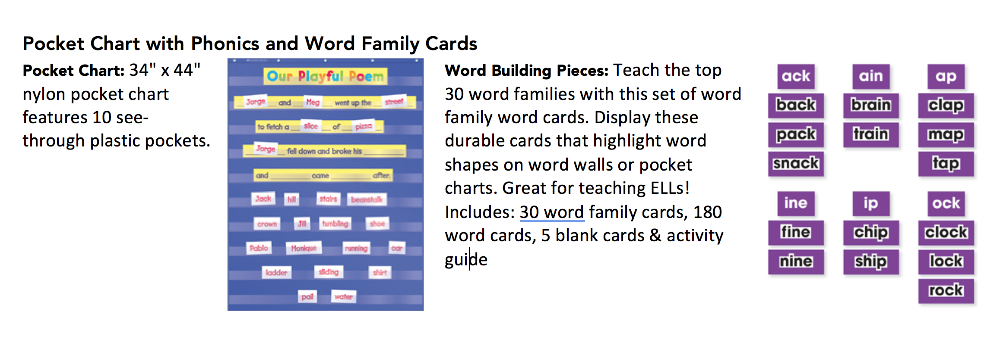 Pocket Chart with Phonics and Word Family Cards
Pocket Chart: 34" x 44"
nylon pocket chart
features 10 see-
through plastic pockets.
Our Playful Poem
Jorge and Meg went up the street
to fetch a slice of pizza
Jorge fell down and broke his
and came after.
Jack hill stairs beanstalk
crown Jill tumbling shoe
Pablo Monique running car
ladder sliding shirt
pail water
Word Building Pieces: Teach the top
30 word families with this set of word
family word cards. Display these
durable cards that highlight word
shapes on word walls or pocket
charts. Great for teaching ELLs!
Includes: 30 word family cards, 180
word cards, 5 blank cards & activity
guide
ack ain ap
back brain clap
pack train map
snack tap
ine ip ock
fine chip clock
nine ship lock
rock